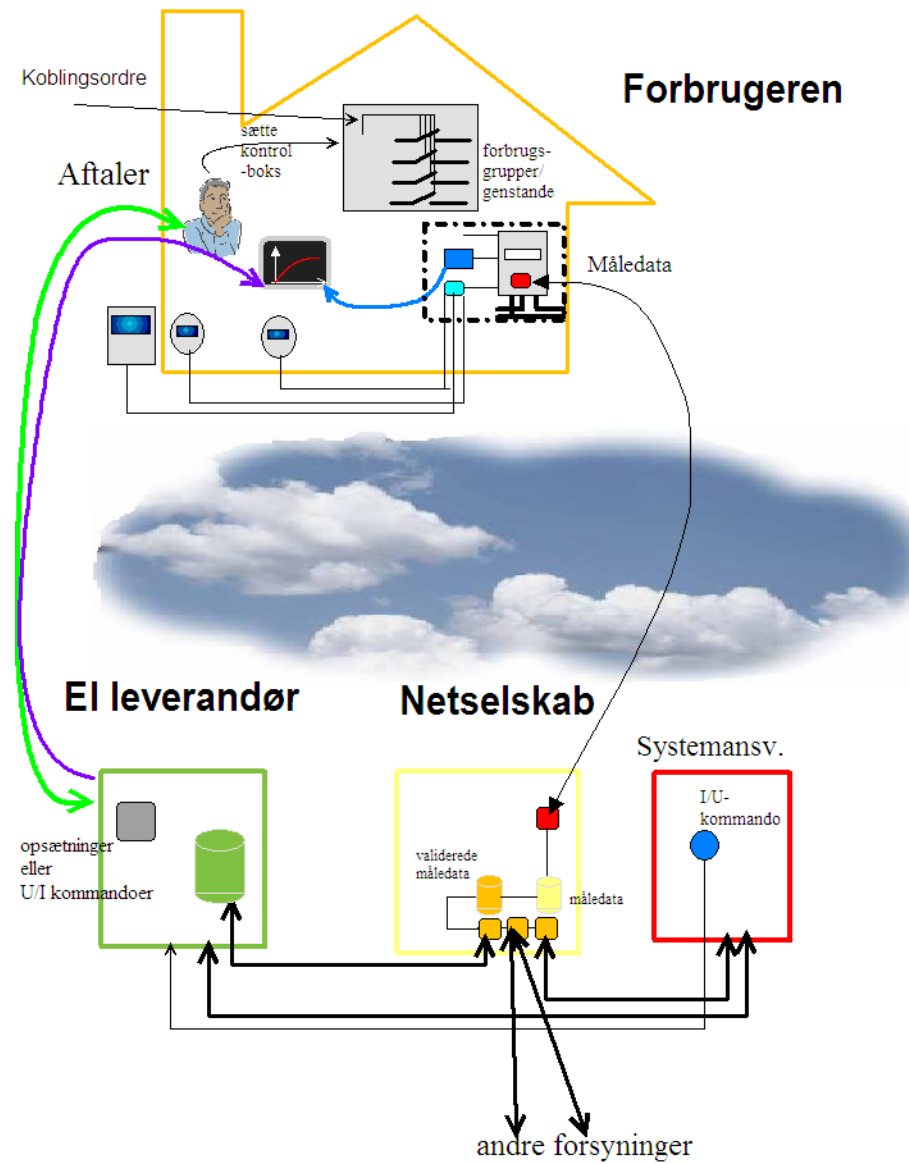 Forbrugeren
Koblingsordre
sætte
kontrol
-boks
forbrugs-
grupper/
genstande
Aftaler
Måledata
El leverandør
Netselskab
Systemansv.
I/U-
kommando
opsætninger
eller
U/I kommandoer
validerede
måledata
måledata
andre forsyninger